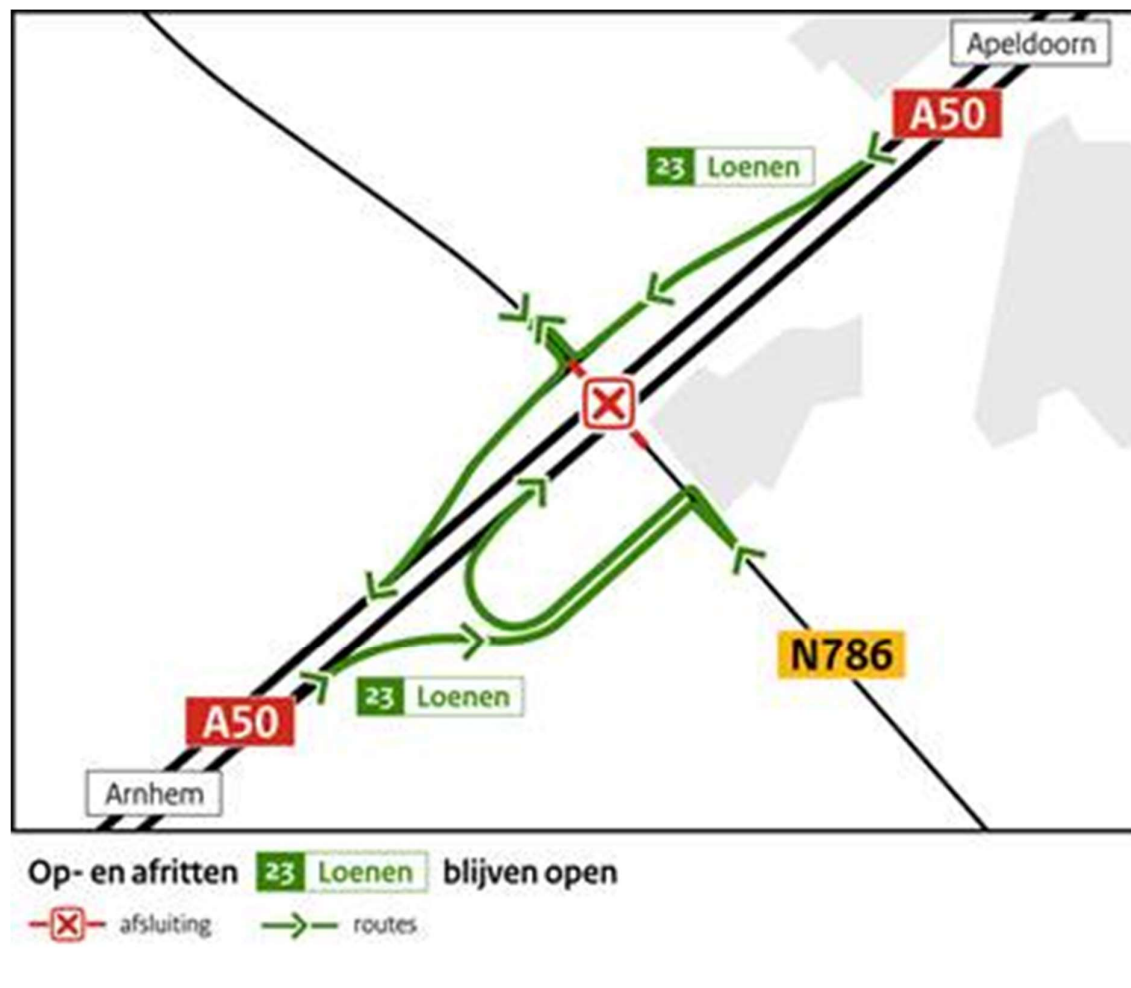 Apeldoorn
A50
23 Loenen
N786
23 Loenen
A50
Arnhem
Op- en afritten 23 Loenen blijven open
afsluiting routes